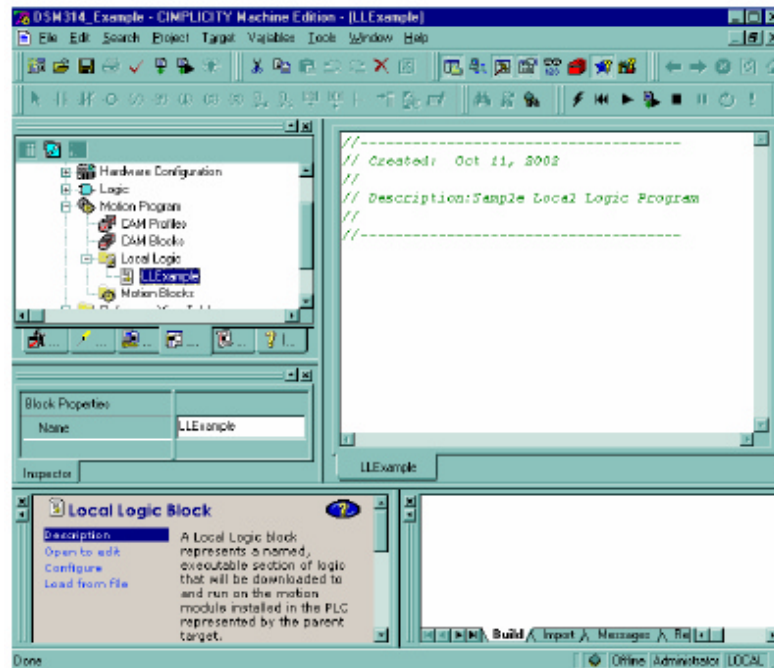 DSM314_Example - CIMPLICITY Machine Edition - [LLExample]
File Edit Search Project Target Variables Tools Window Help
Hardware Configuration
Logic
Motion Program
CAM Profiles
CAM Blocks
Local Logic
LLExample
Motion Blocks
//----------------------------------------
// Created: Oct 11, 2002
//
// Description:Sample Local Logic Program
//
//----------------------------------------
Block Properties
Name LLExample
Inspector
LLExample
Local Logic Block
Description
Open to edit
Configure
Load from file
A Local Logic block
represents a named,
executable section of logic
that will be downloaded to
and run on the motion
module installed in the PLC
represented by the parent
target.
Build Import Messages Re
Done
Offline Administrator LOCAL